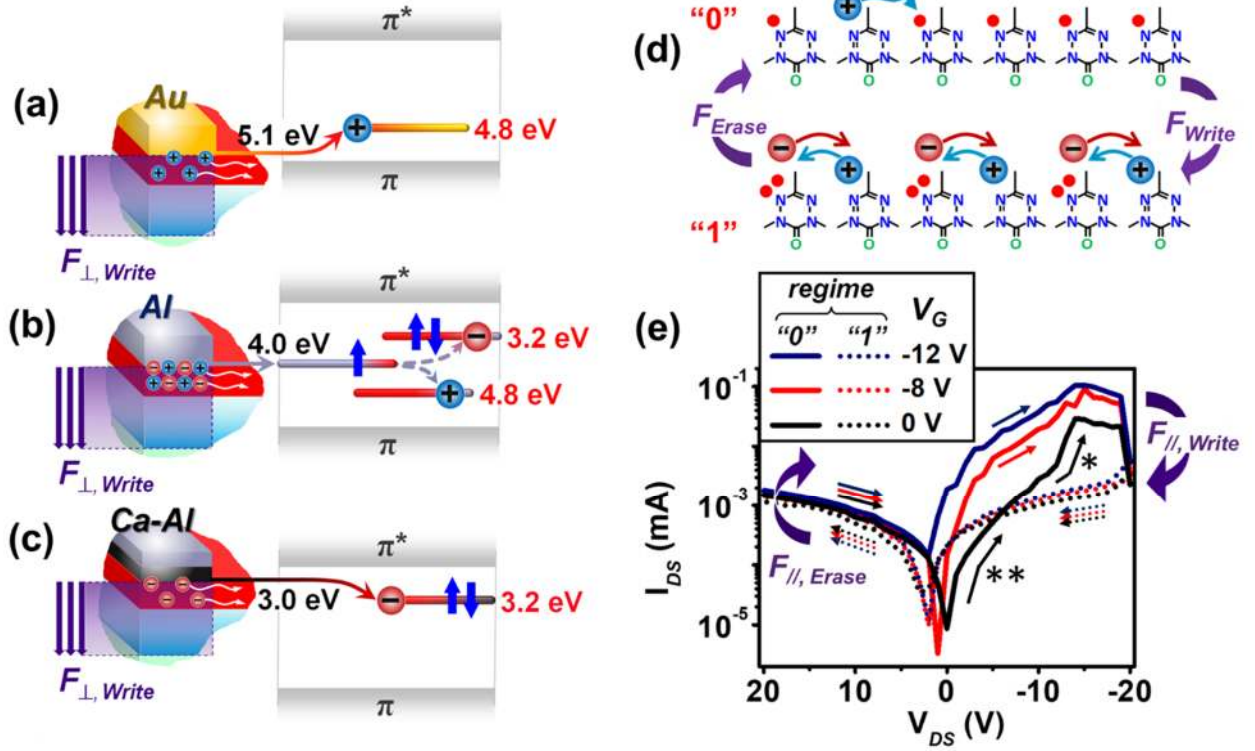 (a)
Au
5.1 eV
π*
4.8 eV
π
F⊥, Write
(b)
Al
4.0 eV
π*
3.2 eV
4.8 eV
π
F⊥, Write
(c)
Ca-Al
3.0 eV
π*
3.2 eV
π
F⊥, Write
(d)
"0"
+
N N N N N N N N N N N N
N N N N N N N N N N N N
O O O O O O
F Erase
F Write
− + − + − +
N N N N N N N N N N N N
N N N N N N N N N N N N
"1"
O O O O O O
(e)
regime VG
"0" "1"
-12 V
-8 V
0 V
10⁻¹
10⁻³
10⁻⁵
IDS (mA)
F//, Write
F//, Erase
*
**
20 10 0 -10 -20
VDS (V)